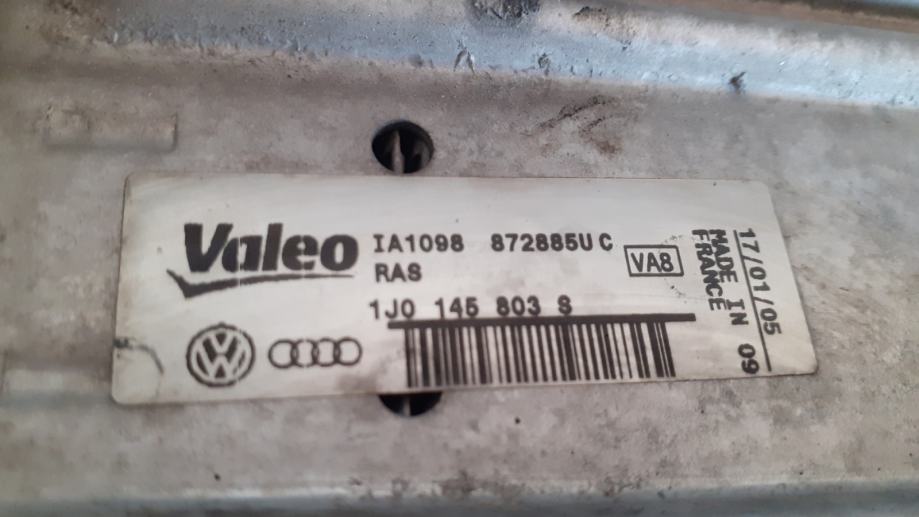 Valeo
IA1098 872885U C
RAS
VA8
1J0 145 803 S
17/01/05
MADE IN 09
FRANCE